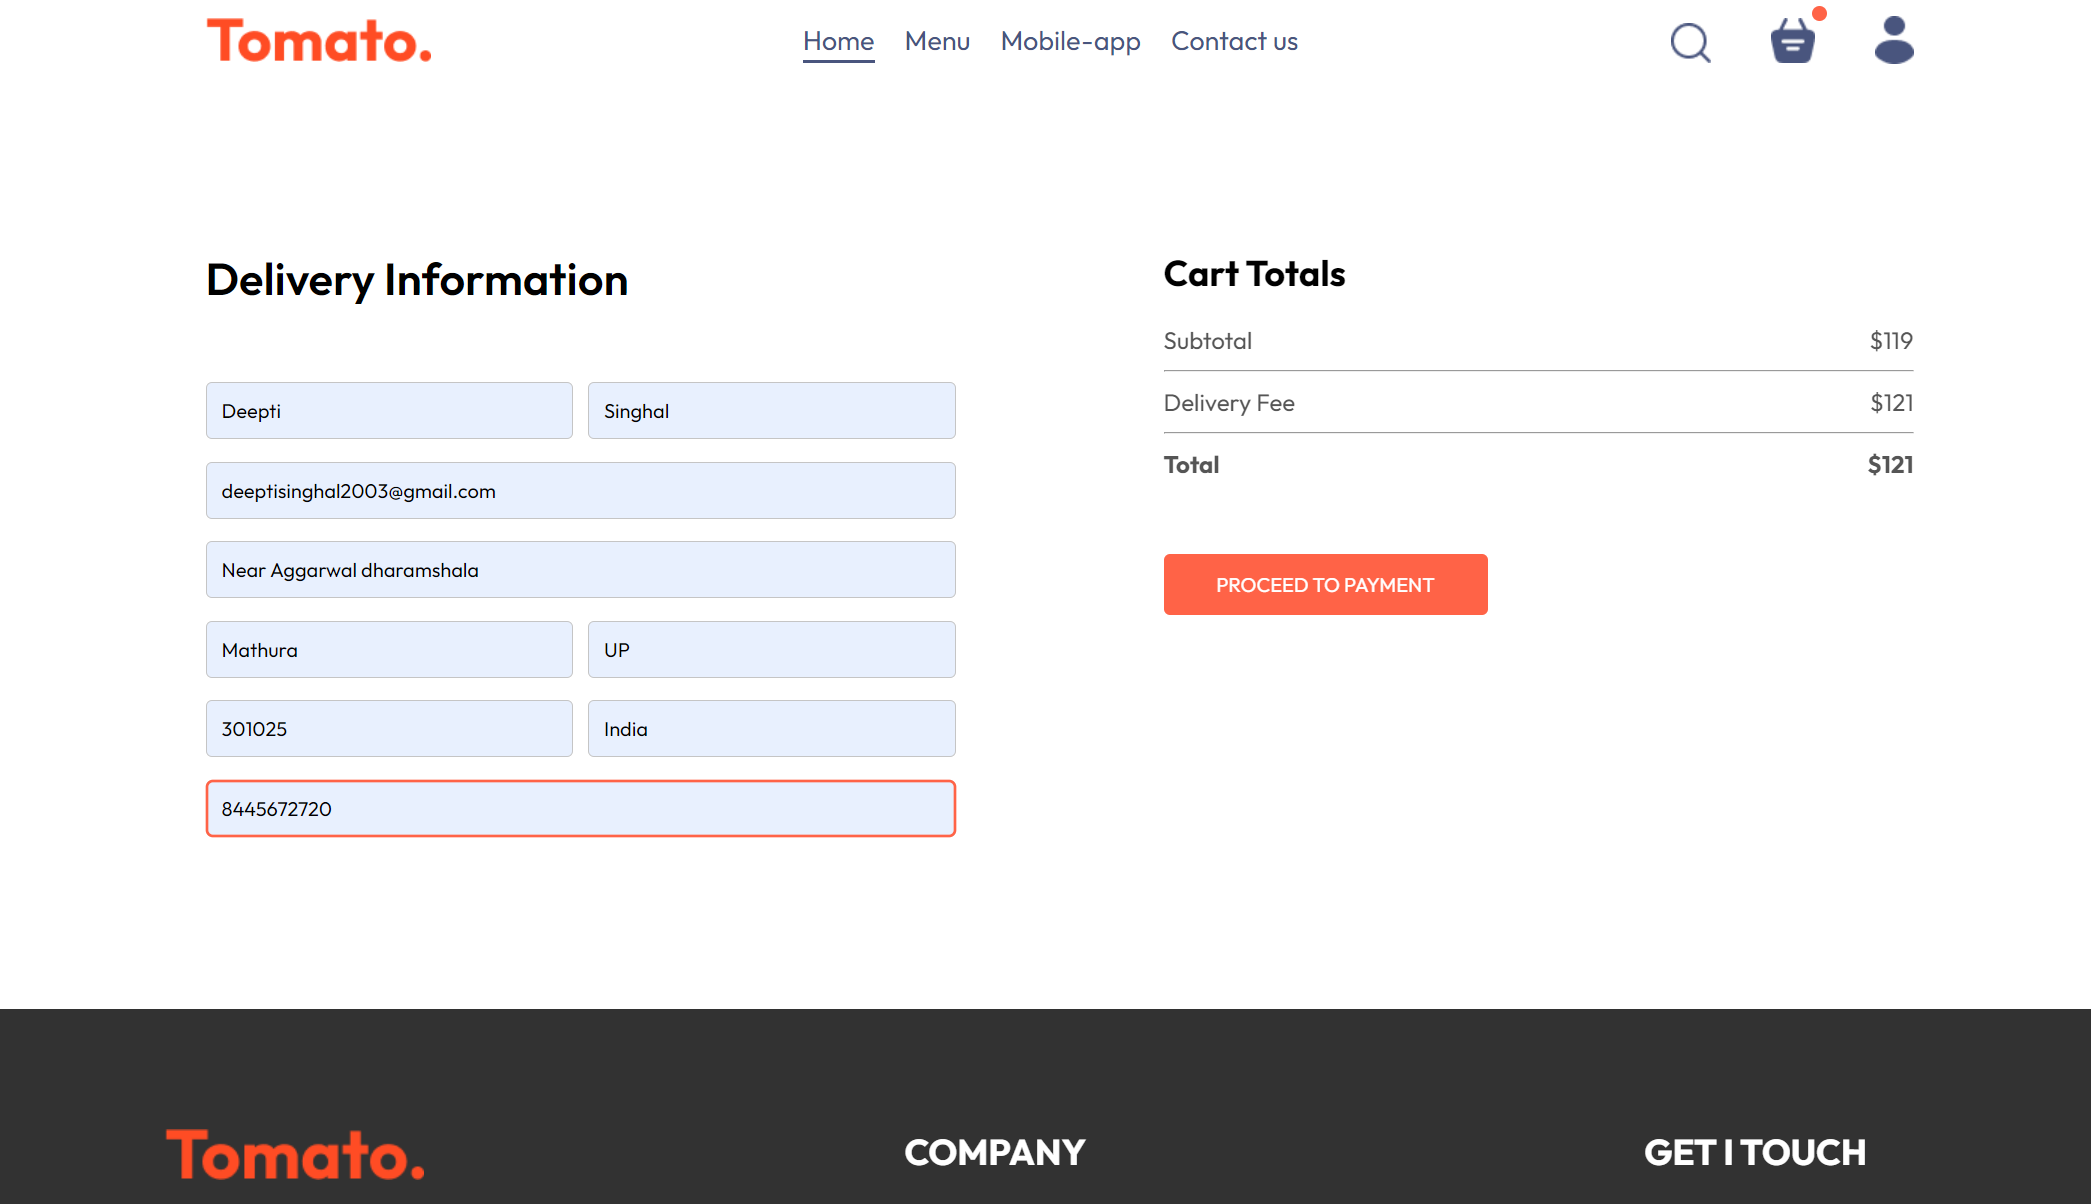 Tomato.
Home Menu Mobile-app Contact us
Delivery Information
Deepti Singhal
deeptisinghal2003@gmail.com
Near Aggarwal dharamshala
Mathura UP
301025 India
8445672720
Cart Totals
Subtotal $119
Delivery Fee $121
Total $121
PROCEED TO PAYMENT
Tomato. COMPANY GET I TOUCH